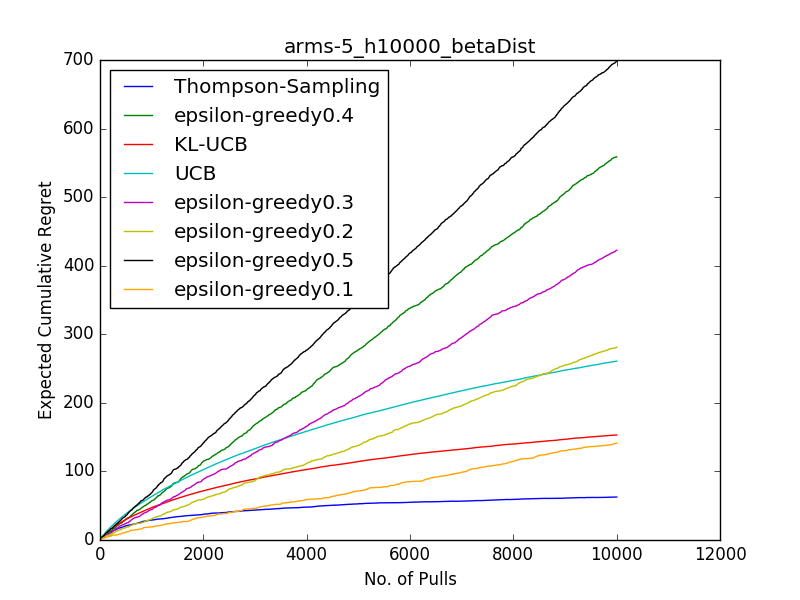 arms-5_h10000_betaDist
Expected Cumulative Regret
700
600
500
400
300
200
100
0
Thompson-Sampling
epsilon-greedy0.4
KL-UCB
UCB
epsilon-greedy0.3
epsilon-greedy0.2
epsilon-greedy0.5
epsilon-greedy0.1
0 2000 4000 6000 8000 10000 12000
No. of Pulls